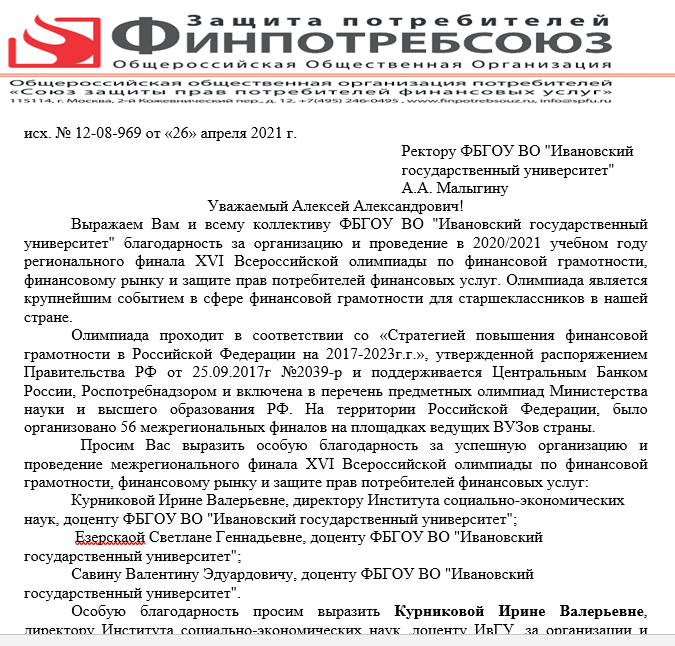 Защита потребителей
ФИНПОТРЕБСОЮЗ
Общероссийская Общественная Организация
Общероссийская общественная организация потребителей
«Союз защиты прав потребителей финансовых услуг»
115114, г. Москва, 2-й Кожевнический пер., д. 12, +7(495) 246-0495 , www.finpotrebsouz.ru, info@spfu.ru
исх. № 12-08-969 от «26» апреля 2021 г.
Ректору ФБГОУ ВО "Ивановский
государственный университет"
А.А. Малыгину
Уважаемый Алексей Александрович!
Выражаем Вам и всему коллективу ФБГОУ ВО "Ивановский государственный
университет" благодарность за организацию и проведение в 2020/2021 учебном году
регионального финала XVI Всероссийской олимпиады по финансовой грамотности,
финансовому рынку и защите прав потребителей финансовых услуг. Олимпиада является
крупнейшим событием в сфере финансовой грамотности для старшеклассников в нашей
стране.
Олимпиада проходит в соответствии со «Стратегией повышения финансовой
грамотности в Российской Федерации на 2017-2023г.г.», утвержденной распоряжением
Правительства РФ от 25.09.2017г №2039-р и поддерживается Центральным Банком
России, Роспотребнадзором и включена в перечень предметных олимпиад Министерства
науки и высшего образования РФ. На территории Российской Федерации, было
организовано 56 межрегиональных финалов на площадках ведущих ВУЗов страны.
Просим Вас выразить особую благодарность за успешную организацию и
проведение межрегионального финала XVI Всероссийской олимпиады по финансовой
грамотности, финансовому рынку и защите прав потребителей финансовых услуг:
Курниковой Ирине Валерьевне, директору Института социально-экономических
наук, доценту ФБГОУ ВО "Ивановский государственный университет";
Езерскаой Светлане Геннадьевне, доценту ФБГОУ ВО "Ивановский
государственный университет";
Савину Валентину Эдуардовичу, доценту ФБГОУ ВО "Ивановский
государственный университет".
Особую благодарность просим выразить Курниковой Ирине Валерьевне,
директору Института социально-экономических наук, доценту ИвГУ, за организации и